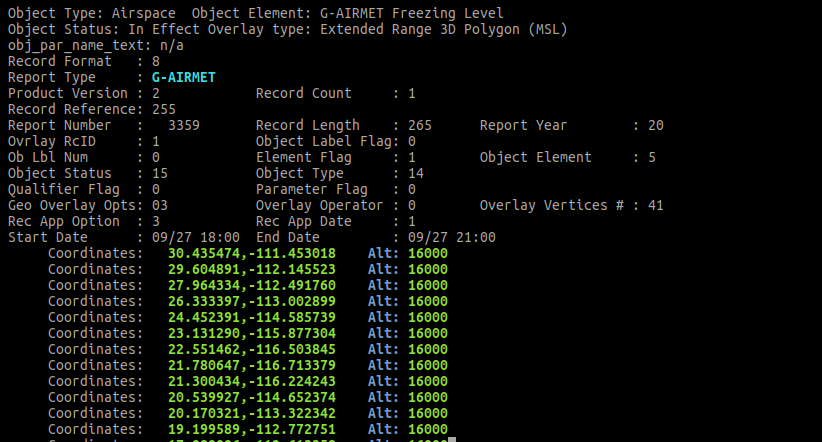 Object Type: Airspace  Object Element: G-AIRMET Freezing Level
Object Status: In Effect Overlay type: Extended Range 3D Polygon (MSL)
obj_par_name_text: n/a
Record Format   : 8
Report Type     : G-AIRMET
Product Version : 2            Record Count     : 1
Record Reference: 255
Report Number   :   3359       Record Length    : 265      Report Year        : 20
Ovrlay RcID     : 1            Object Label Flag: 0
Ob Lbl Num      : 0            Element Flag     : 1        Object Element     : 5
Object Status   : 15           Object Type      : 14
Qualifier Flag  : 0            Parameter Flag   : 0
Geo Overlay Opts: 03           Overlay Operator : 0        Overlay Vertices # : 41
Rec App Option  : 3            Rec App Date     : 1
Start Date      : 09/27 18:00  End Date         : 09/27 21:00
     Coordinates:   30.435474,-111.453018    Alt: 16000
     Coordinates:   29.604891,-112.145523    Alt: 16000
     Coordinates:   27.964334,-112.491760    Alt: 16000
     Coordinates:   26.333397,-113.002899    Alt: 16000
     Coordinates:   24.452391,-114.585739    Alt: 16000
     Coordinates:   23.131290,-115.877304    Alt: 16000
     Coordinates:   22.551462,-116.503845    Alt: 16000
     Coordinates:   21.780647,-116.713379    Alt: 16000
     Coordinates:   21.300434,-116.224243    Alt: 16000
     Coordinates:   20.539927,-114.652374    Alt: 16000
     Coordinates:   20.170321,-113.322342    Alt: 16000
     Coordinates:   19.199589,-112.772751    Alt: 16000
     Coordinates:   Alt: 16000